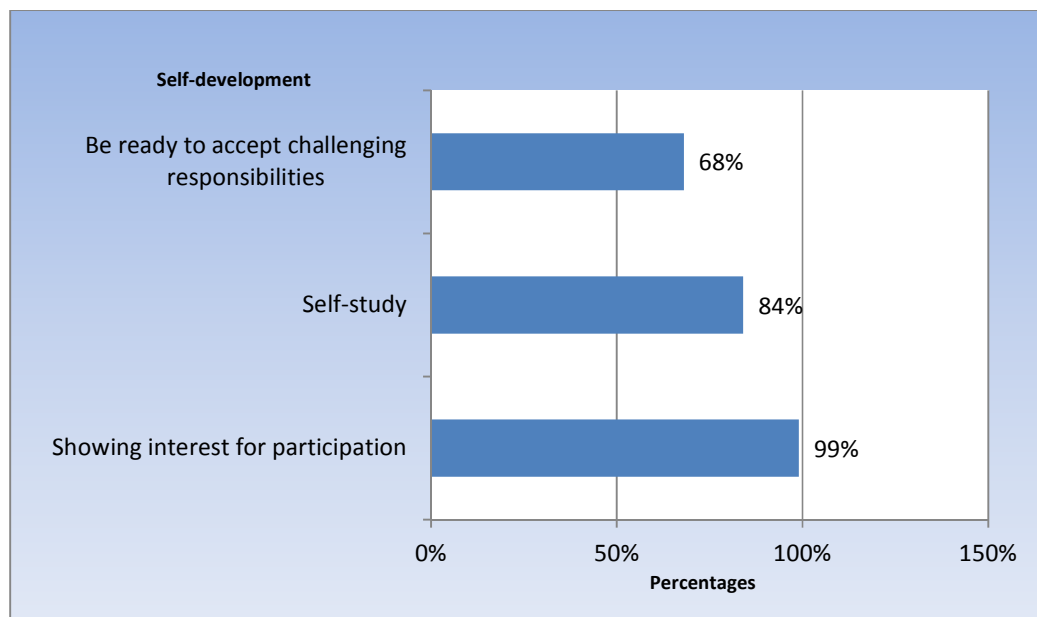 Self-development
Be ready to accept challenging
responsibilities
68%
Self-study
84%
Showing interest for participation
99%
0%
50%
100%
150%
Percentages